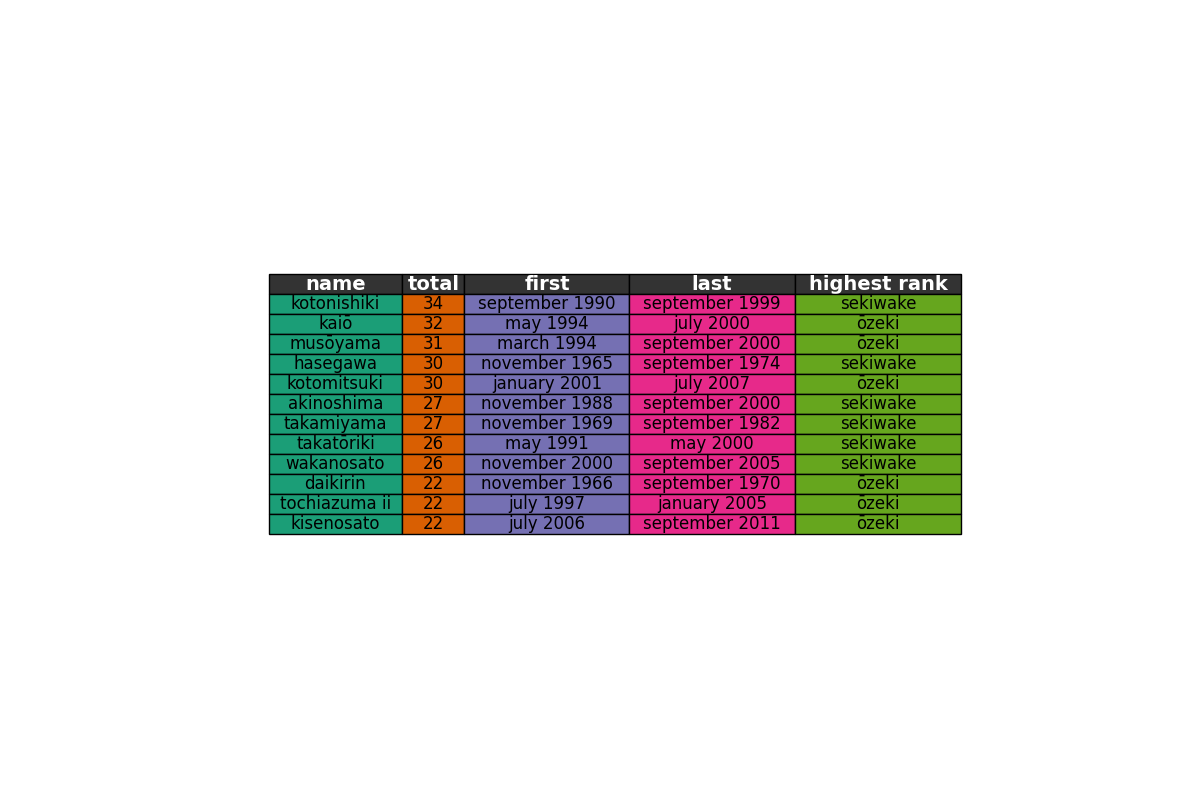 name total first last highest rank
kotonishiki 34 september 1990 september 1999 sekiwake
kaiō 32 may 1994 july 2000 ōzeki
musōyama 31 march 1994 september 2000 ōzeki
hasegawa 30 november 1965 september 1974 sekiwake
kotomitsuki 30 january 2001 july 2007 ōzeki
akinoshima 27 november 1988 september 2000 sekiwake
takamiyama 27 november 1969 september 1982 sekiwake
takatōriki 26 may 1991 may 2000 sekiwake
wakanosato 26 november 2000 september 2005 sekiwake
daikirin 22 november 1966 september 1970 ōzeki
tochiazuma ii 22 july 1997 january 2005 ōzeki
kisenosato 22 july 2006 september 2011 ōzeki